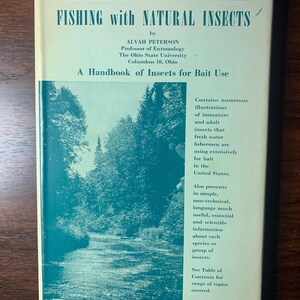 FISHING with NATURAL INSECTS
by
ALVAH PETERSON
Professor of Entomology
The Ohio State University
Columbus 10, Ohio
A Handbook of Insects for Bait Use
Contains numerous
illustrations
of immature
and adult
insects that
fresh water
fishermen are
using extensively
for bait
in the
United States.
Also presents
in simple,
non-technical,
language much
useful, essential
and scientific
information
about each
species or
group of
insects.
See Table of
Contents for
range of topics
covered.